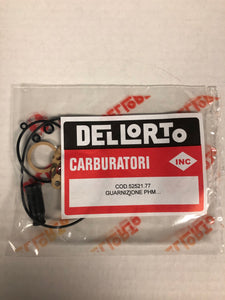 DELLORTO
CARBURATORI
INC
COD.52521.77
GUARNIZIONE PHM...